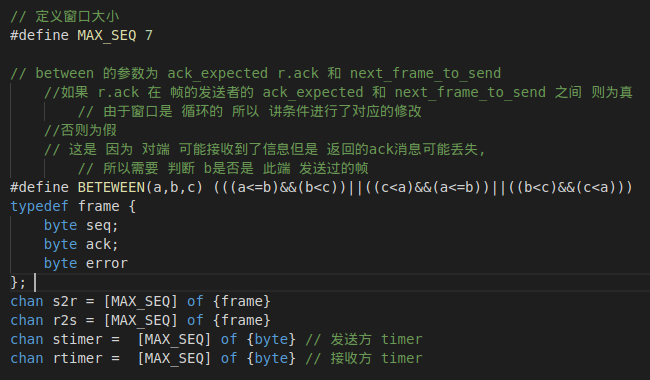 // 定义窗口大小
#define MAX_SEQ 7
// between 的参数为 ack_expected r.ack 和 next_frame_to_send
//如果 r.ack 在 帧的发送者的 ack_expected 和 next_frame_to_send 之间 则为真
// 由于窗口是 循环的 所以 讲条件进行了对应的修改
//否则为假
// 这是 因为 对端 可能接收到了信息但是 返回的ack消息可能丢失,
// 所以需要 判断 b是否是 此端 发送过的帧
#define BETEWEEN(a,b,c) (((a<=b)&&(b<c))||((c<a)&&(a<=b))||((b<c)&&(c<a)))
typedef frame {
byte seq;
byte ack;
byte error
};
chan s2r = [MAX_SEQ] of {frame}
chan r2s = [MAX_SEQ] of {frame}
chan stimer =  [MAX_SEQ] of {byte} // 发送方 timer
chan rtimer =  [MAX_SEQ] of {byte} // 接收方 timer